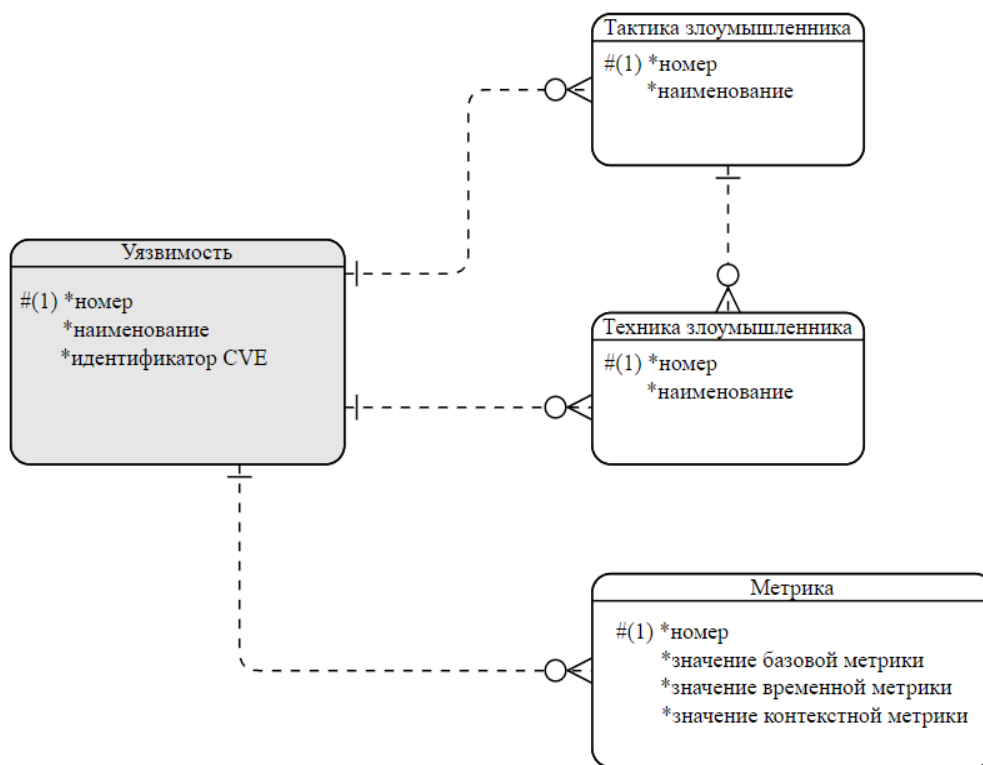 Тактика злоумышленника
#(1) *номер
*наименование
Уязвимость
#(1) *номер
*наименование
*идентификатор CVE
Техника злоумышленника
#(1) *номер
*наименование
Метрика
#(1) *номер
*значение базовой метрики
*значение временной метрики
*значение контекстной метрики